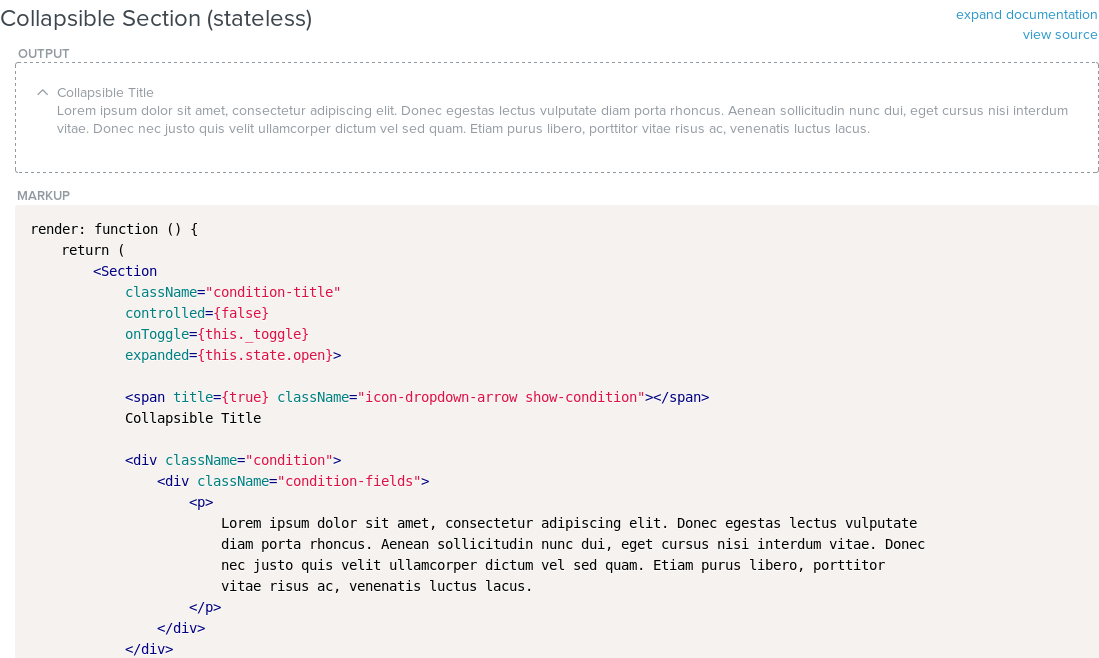 Collapsible Section (stateless)
expand documentation
view source
OUTPUT
Collapsible Title
Lorem ipsum dolor sit amet, consectetur adipiscing elit. Donec egestas lectus vulputate diam porta rhoncus. Aenean sollicitudin nunc dui, eget cursus nisi interdum
vitae. Donec nec justo quis velit ullamcorper dictum vel sed quam. Etiam purus libero, porttitor vitae risus ac, venenatis luctus lacus.
MARKUP
render: function () {
    return (
        <Section
            className="condition-title"
            controlled={false}
            onToggle={this._toggle}
            expanded={this.state.open}>
            <span title={true} className="icon-dropdown-arrow show-condition"></span>
            Collapsible Title
            <div className="condition">
                <div className="condition-fields">
                    <p>
                        Lorem ipsum dolor sit amet, consectetur adipiscing elit. Donec egestas lectus vulputate
                        diam porta rhoncus. Aenean sollicitudin nunc dui, eget cursus nisi interdum vitae. Donec
                        nec justo quis velit ullamcorper dictum vel sed quam. Etiam purus libero, porttitor
                        vitae risus ac, venenatis luctus lacus.
                    </p>
                </div>
            </div>